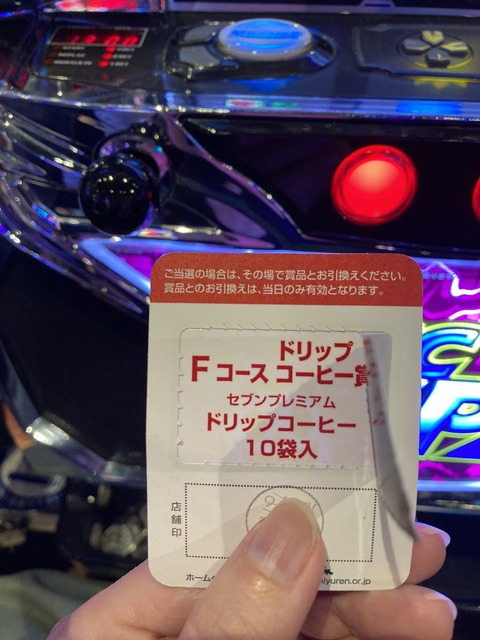 ご当選の場合は、その場で賞品とお引換えください。
賞品とのお引換えは、当日のみ有効となります。
ドリップ
Fコース コーヒー賞
セブンプレミアム
ドリップコーヒー
10袋入
店舗印
ホーム
iyuren.or.jp